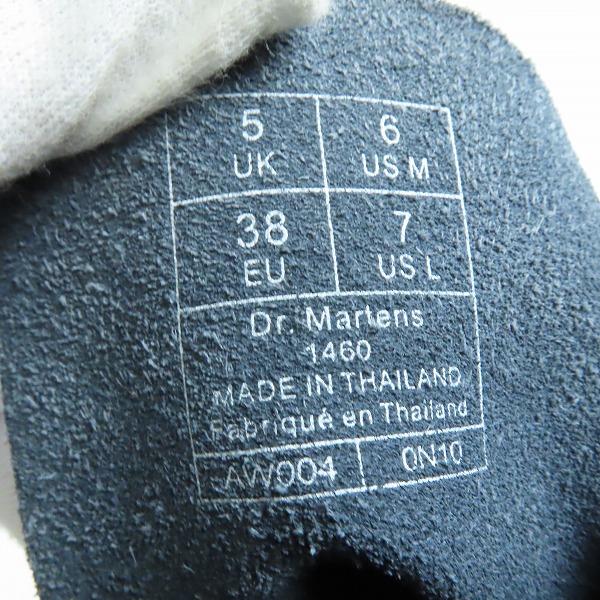 5 6
UK US M
38 7
EU US L
Dr. Martens
1460
MADE IN THAILAND
Fabriqué en Thailand
AW004 0N10